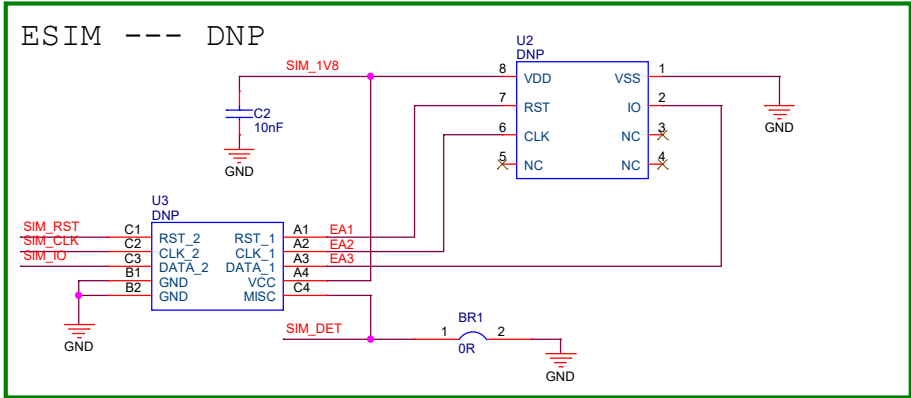 ESIM --- DNP
U2
DNP
SIM_1V8
8 VDD VSS 1
7 RST IO 2
6 CLK NC 3
5 NC NC 4
C2
10nF
GND
GND
U3
DNP
SIM_RST C1 RST_2 RST_1 A1 EA1
SIM_CLK C2 CLK_2 CLK_1 A2 EA2
SIM_IO C3 DATA_2 DATA_1 A3 EA3
B1 GND VCC A4
B2 GND MISC C4
SIM_DET
BR1
1 2
0R
GND
GND